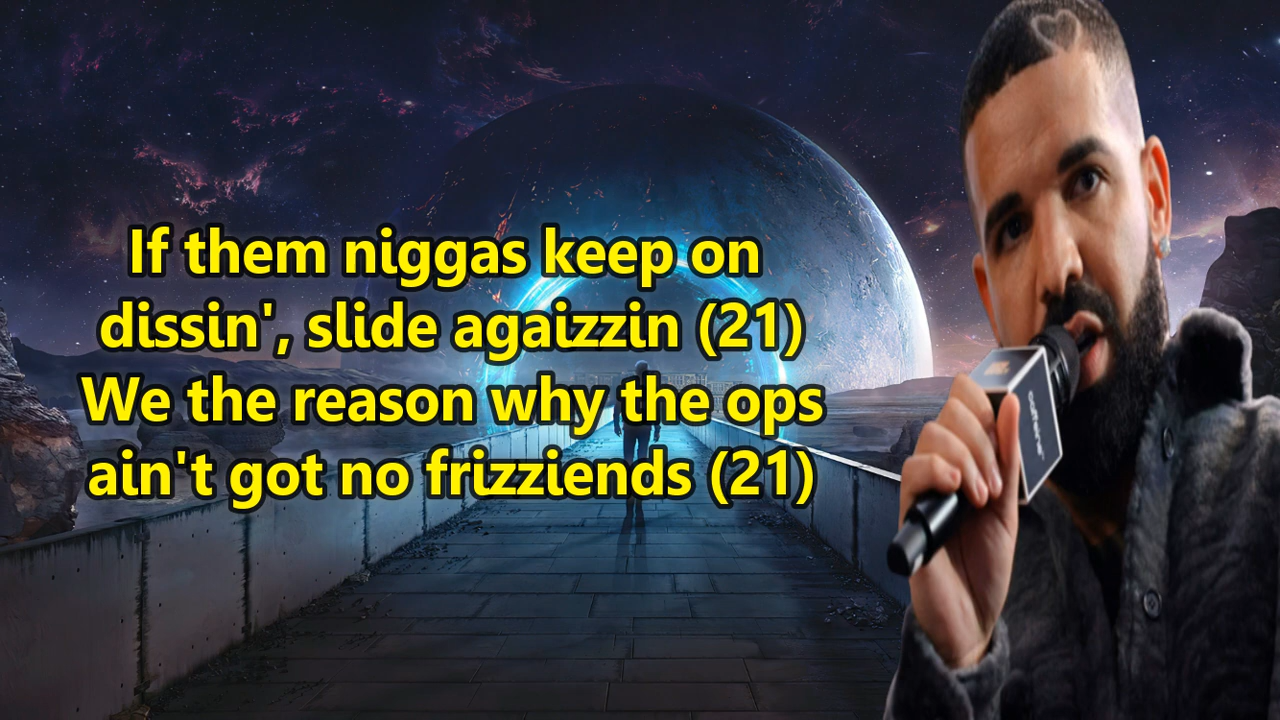 If them niggas keep on
dissin', slide agaizzin (21)
We the reason why the ops
ain't got no frizziends (21)
caffeine